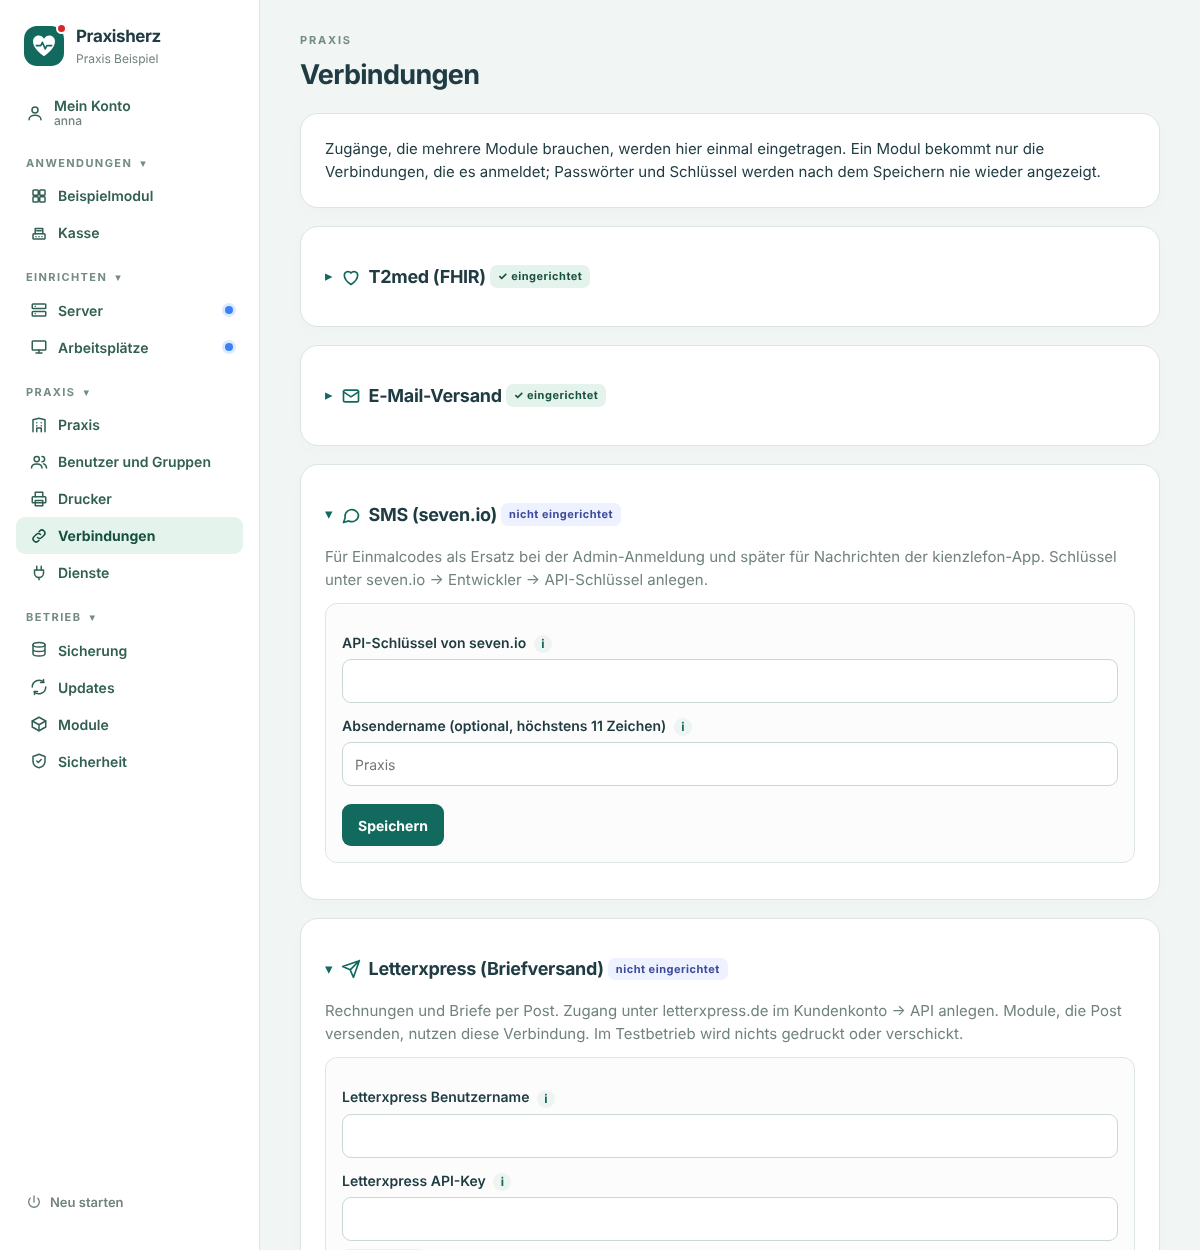 Praxisherz
Praxis Beispiel
Mein Konto
anna
ANWENDUNGEN ▾
Beispielmodul
Kasse
EINRICHTEN ▾
Server
Arbeitsplätze
PRAXIS ▾
Praxis
Benutzer und Gruppen
Drucker
Verbindungen
Dienste
BETRIEB ▾
Sicherung
Updates
Module
Sicherheit
Neu starten
PRAXIS
Verbindungen
Zugänge, die mehrere Module brauchen, werden hier einmal eingetragen. Ein Modul bekommt nur die
Verbindungen, die es anmeldet; Passwörter und Schlüssel werden nach dem Speichern nie wieder angezeigt.
▸ T2med (FHIR) ✓ eingerichtet
▸ E-Mail-Versand ✓ eingerichtet
▾ SMS (seven.io) nicht eingerichtet
Für Einmalcodes als Ersatz bei der Admin-Anmeldung und später für Nachrichten der kienzlefon-App. Schlüssel
unter seven.io → Entwickler → API-Schlüssel anlegen.
API-Schlüssel von seven.io i
Absendername (optional, höchstens 11 Zeichen) i
Praxis
Speichern
▾ Letterxpress (Briefversand) nicht eingerichtet
Rechnungen und Briefe per Post. Zugang unter letterxpress.de im Kundenkonto → API anlegen. Module, die Post
versenden, nutzen diese Verbindung. Im Testbetrieb wird nichts gedruckt oder verschickt.
Letterxpress Benutzername i
Letterxpress API-Key i